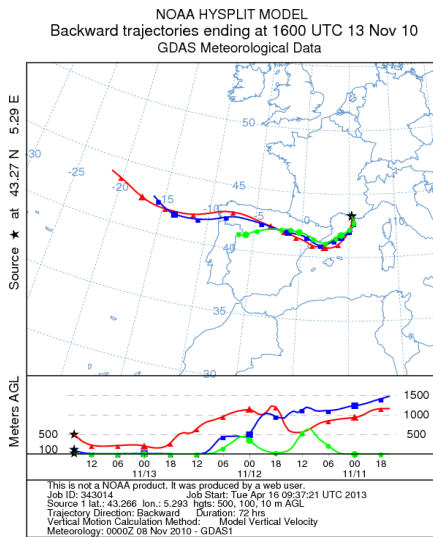 NOAA HYSPLIT MODEL
Backward trajectories ending at 1600 UTC 13 Nov 10
GDAS Meteorological Data
Source ★ at 43.27 N 5.29 E
-30
-25
-20
-15
-10
-5
5
10
50
45
40
35
30
Meters AGL
500
100
1500
1000
500
12 06 00 18 12 06 00 18 12 06 00 18
11/13 11/12 11/11
This is not a NOAA product. It was produced by a web user.
Job ID: 343014 Job Start: Tue Apr 16 09:37:21 UTC 2013
Source 1 lat.: 43.266 lon.: 5.293 hgts: 500, 100, 10 m AGL
Trajectory Direction: Backward Duration: 72 hrs
Vertical Motion Calculation Method: Model Vertical Velocity
Meteorology: 0000Z 08 Nov 2010 - GDAS1